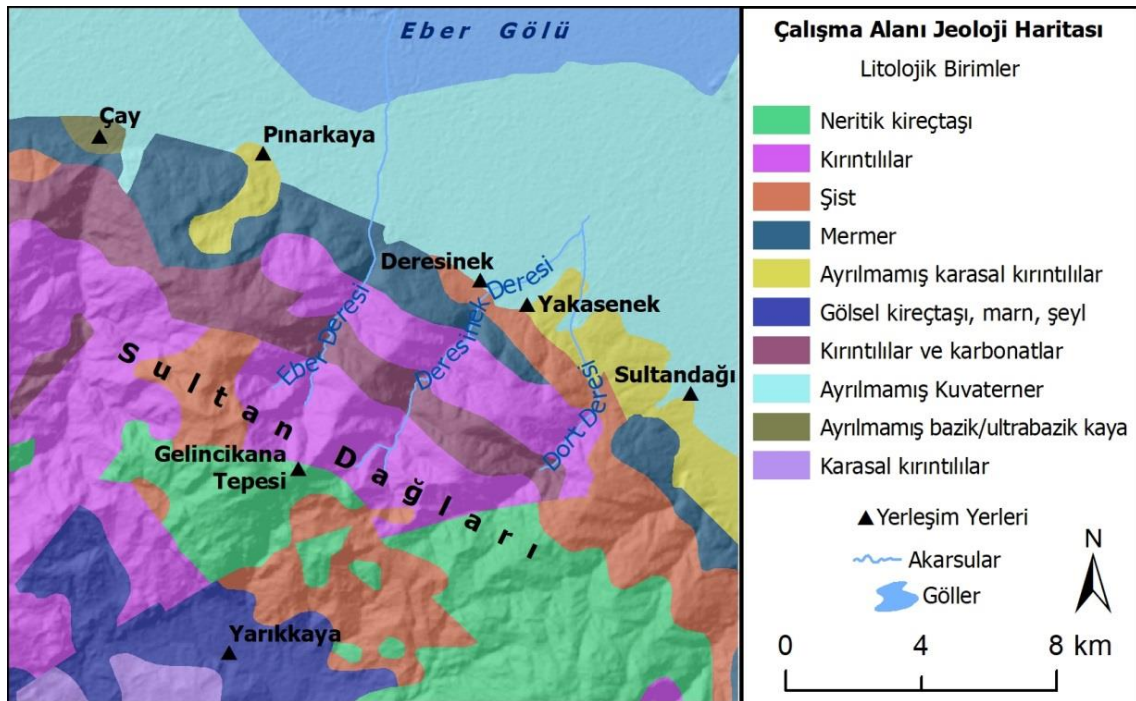 Eber Gölü
Çay
Pınarkaya
Deresinek
Yakasenek
Sultandağı
Eber Deresi
Deresinek Deresi
Dort Deresi
Sultan Dağları
Gelincikana
Tepesi
Yarıkkaya
Çalışma Alanı Jeoloji Haritası
Litolojik Birimler
Neritik kireçtaşı
Kırıntılılar
Şist
Mermer
Ayrılmamış karasal kırıntılılar
Gölsel kireçtaşı, marn, şeyl
Kırıntılılar ve karbonatlar
Ayrılmamış Kuvaterner
Ayrılmamış bazik/ultrabazik kaya
Karasal kırıntılılar
Yerleşim Yerleri
Akarsular
Göller
N
0 4 8 km